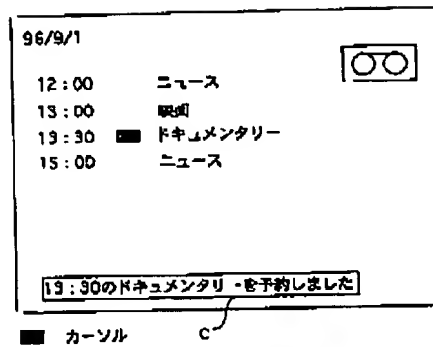 96/9/1
12:00 ニュース
13:00 映画
13:30 ドキュメンタリー
15:00 ニュース
13:30のドキュメンタリーを予約しました
カーソル C